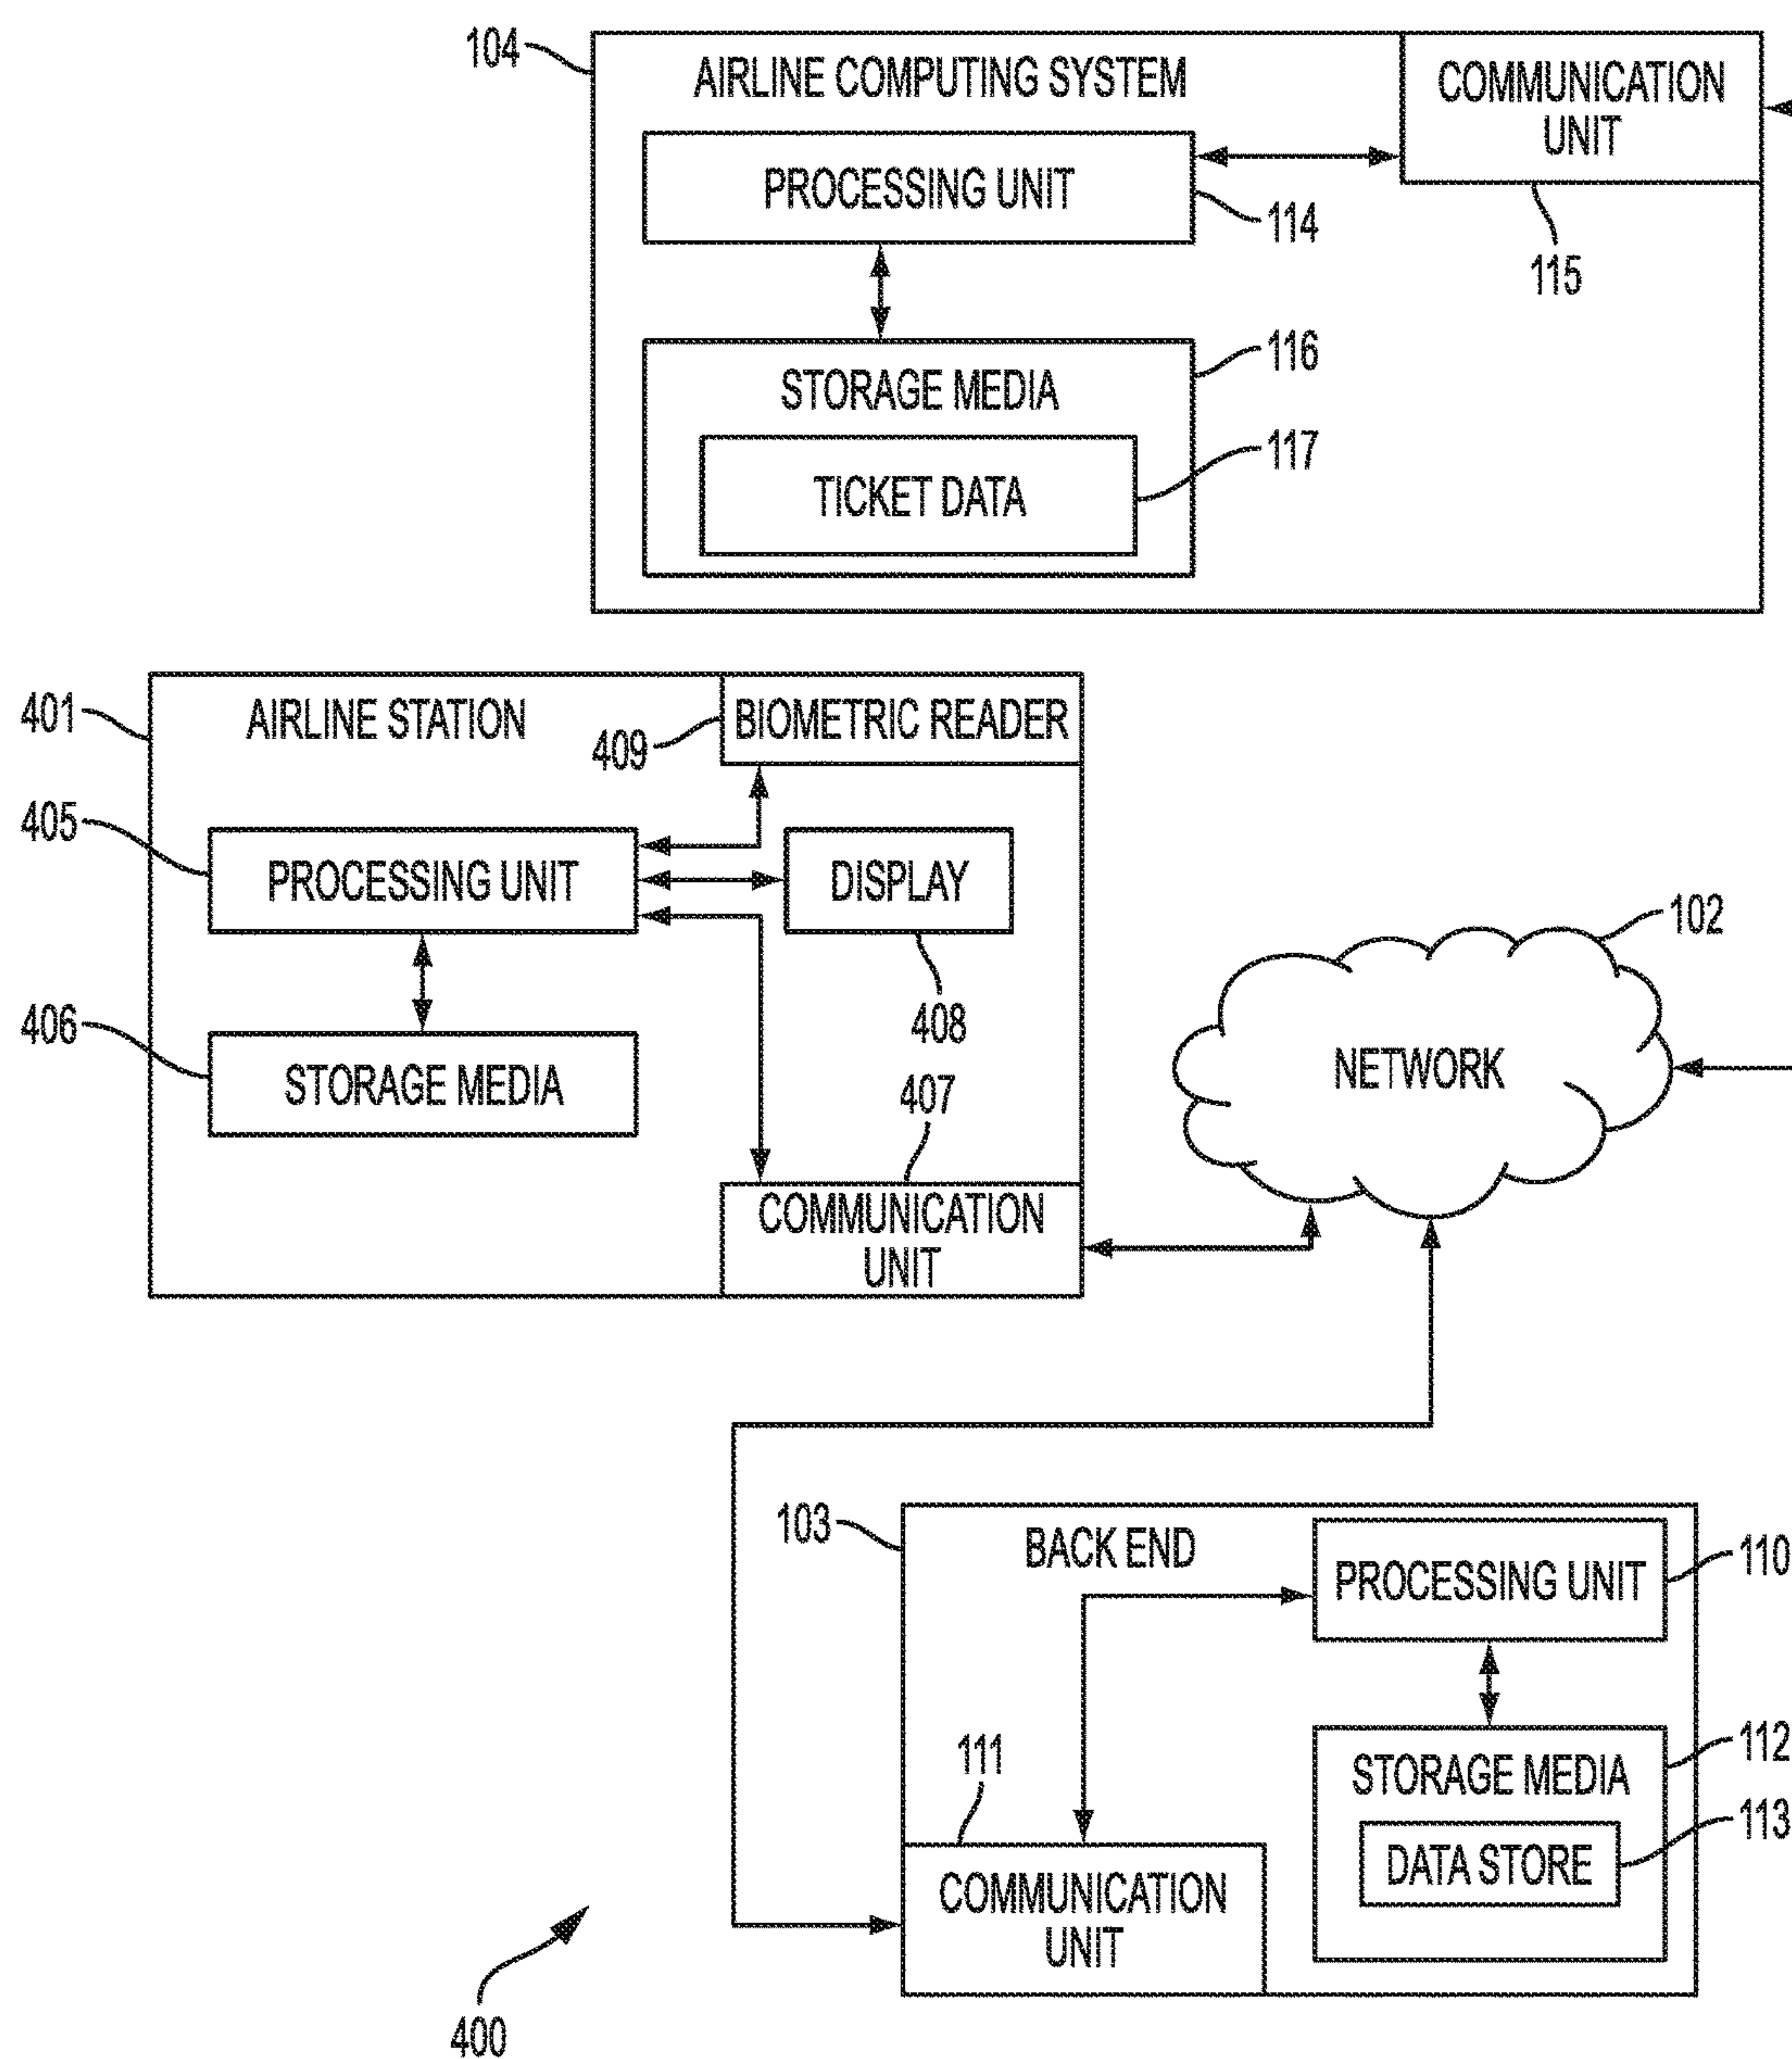 104
AIRLINE COMPUTING SYSTEM
COMMUNICATION
UNIT
PROCESSING UNIT
114
115
116
STORAGE MEDIA
117
TICKET DATA
401
AIRLINE STATION
BIOMETRIC READER
409
405
PROCESSING UNIT
DISPLAY
102
408
406
STORAGE MEDIA
NETWORK
407
COMMUNICATION
UNIT
103
BACK END
PROCESSING UNIT
110
111
112
STORAGE MEDIA
113
DATA STORE
COMMUNICATION
UNIT
400